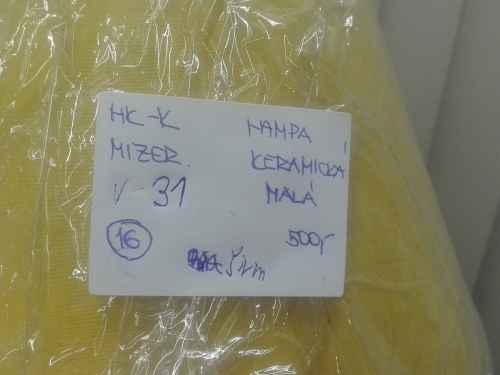 HK-K
MIZER.
V-31
16
LAMPA
KERAMICKÁ
MALÁ
500,-